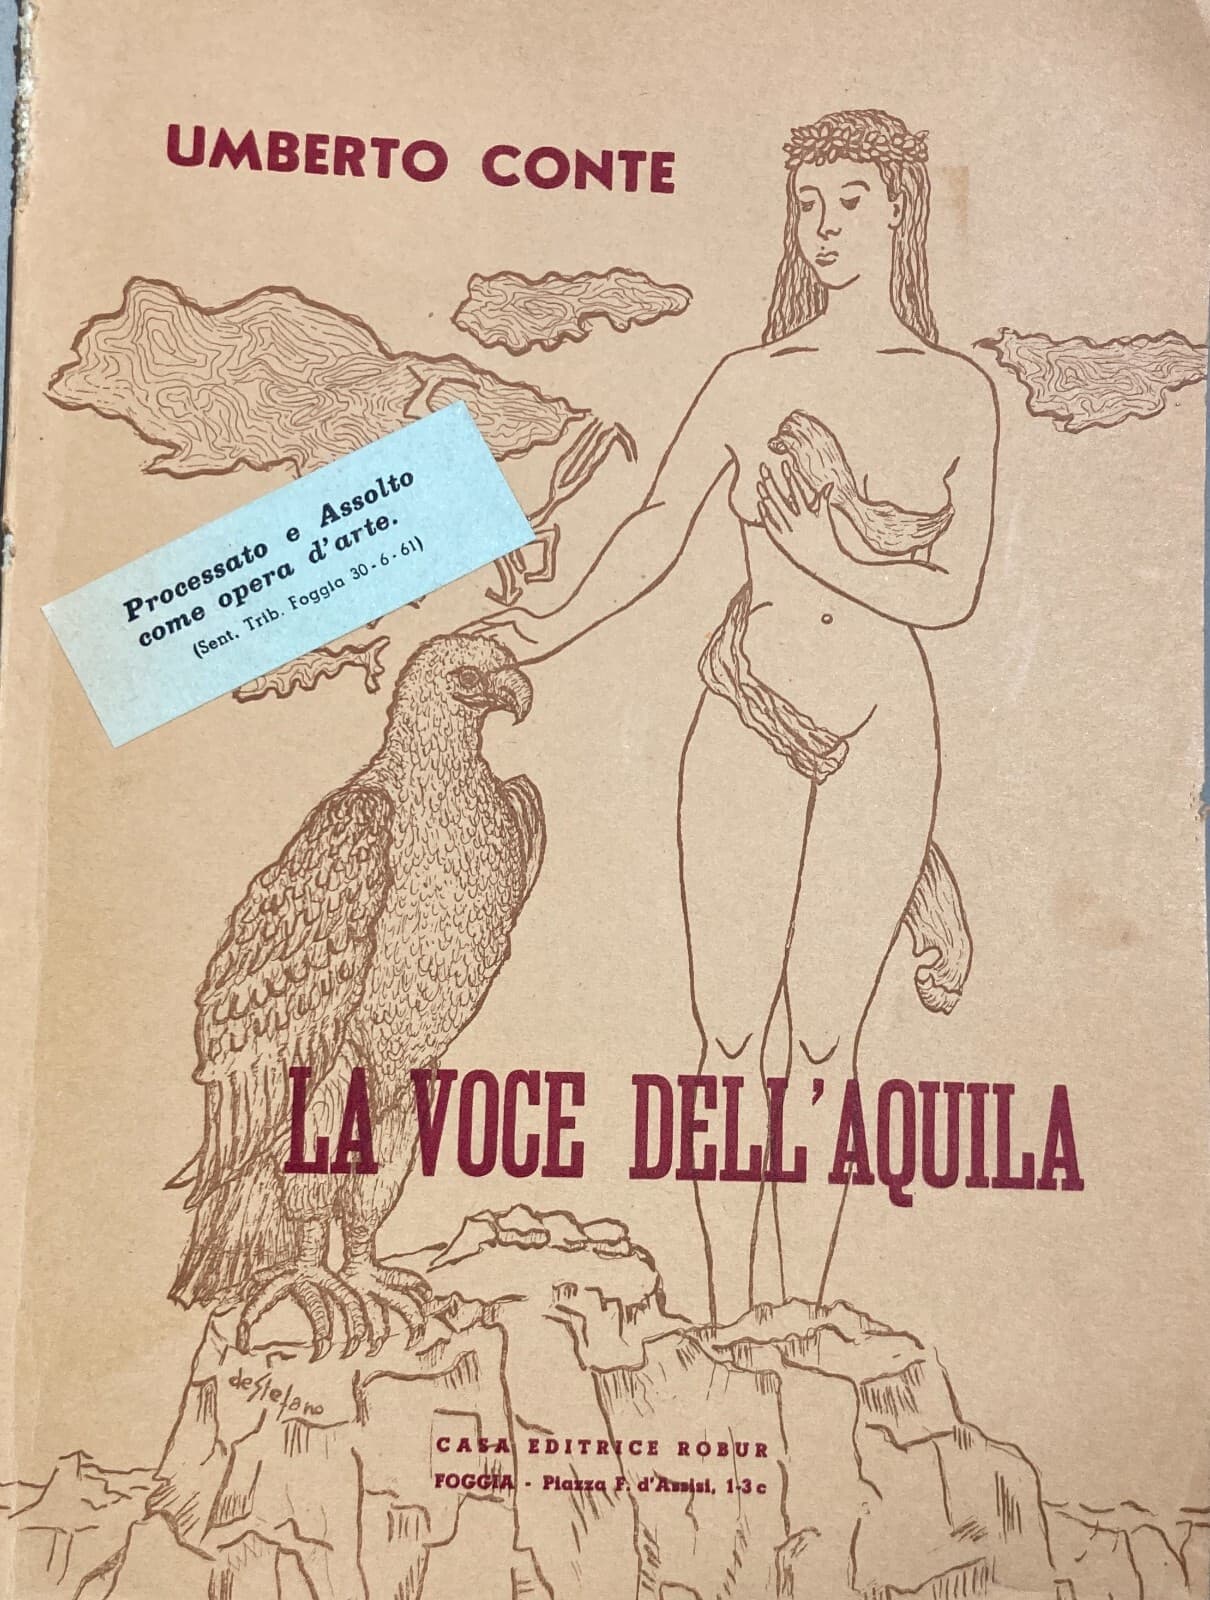 UMBERTO CONTE
Processato e Assolto
come opera d'arte.
(Sent. Trib. Foggia 30-6-61)
LA VOCE DELL'AQUILA
deStefano
CASA EDITRICE ROBUR
FOGGIA - Piazza F. d'Assisi, 1-3 c